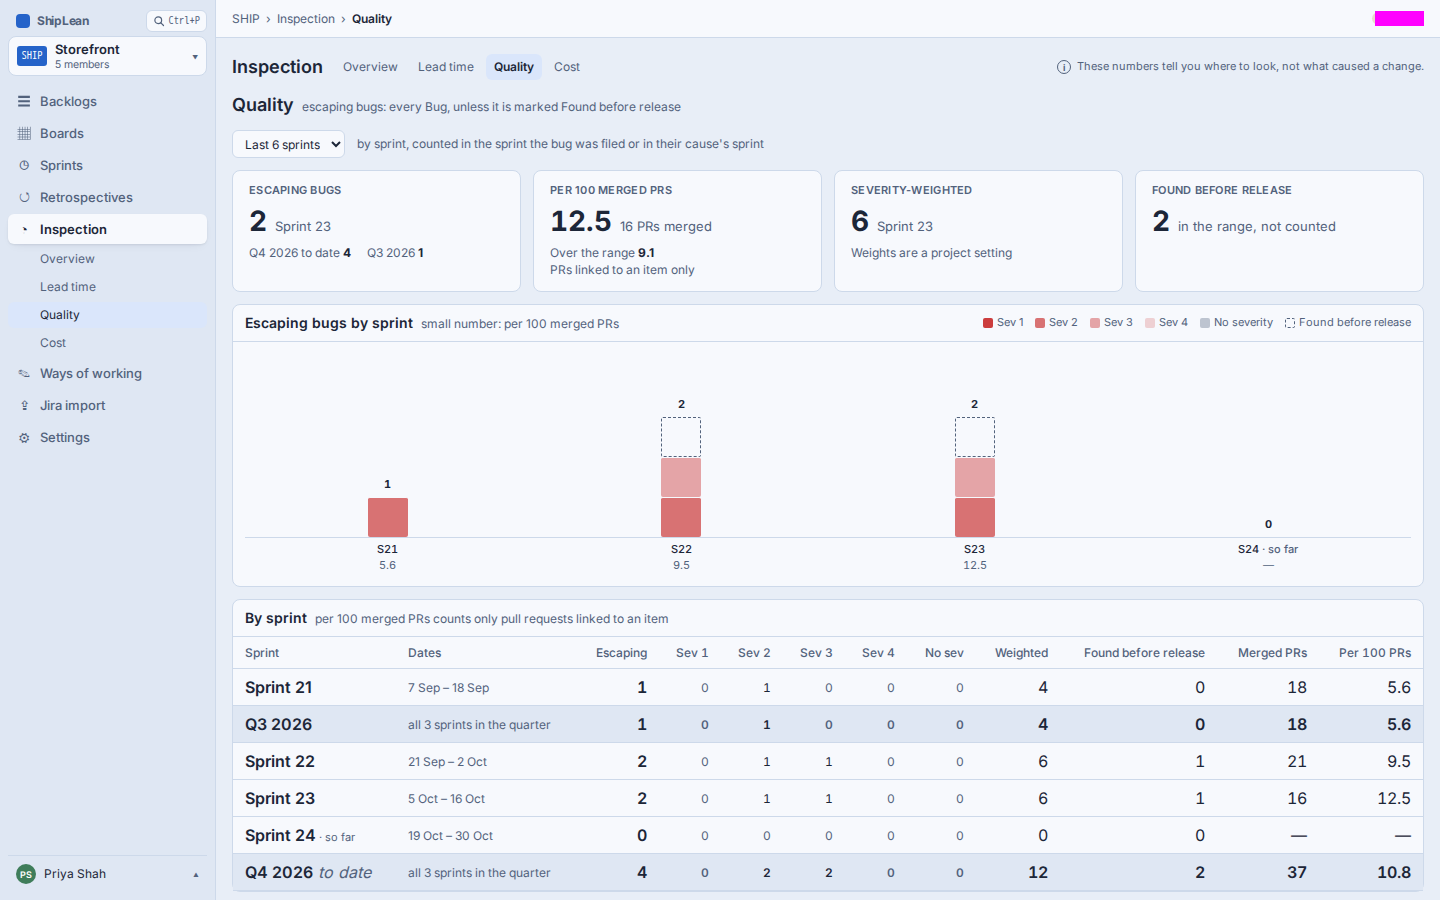 ShipLean
Ctrl+P
SHIP
Storefront
5 members
Backlogs
Boards
Sprints
Retrospectives
Inspection
Overview
Lead time
Quality
Cost
Ways of working
Jira import
Settings
PS
Priya Shah
SHIP › Inspection › Quality
Inspection Overview Lead time Quality Cost
These numbers tell you where to look, not what caused a change.
Quality escaping bugs: every Bug, unless it is marked Found before release
Last 6 sprints by sprint, counted in the sprint the bug was filed or in their cause's sprint
ESCAPING BUGS
2 Sprint 23
Q4 2026 to date 4 Q3 2026 1
PER 100 MERGED PRS
12.5 16 PRs merged
Over the range 9.1
PRs linked to an item only
SEVERITY-WEIGHTED
6 Sprint 23
Weights are a project setting
FOUND BEFORE RELEASE
2 in the range, not counted
Escaping bugs by sprint small number: per 100 merged PRs
Sev 1 Sev 2 Sev 3 Sev 4 No severity Found before release
1 2 2 0
S21 S22 S23 S24 · so far
5.6 9.5 12.5 —
By sprint per 100 merged PRs counts only pull requests linked to an item
Sprint Dates Escaping Sev 1 Sev 2 Sev 3 Sev 4 No sev Weighted Found before release Merged PRs Per 100 PRs
Sprint 21 7 Sep – 18 Sep 1 0 1 0 0 0 4 0 18 5.6
Q3 2026 all 3 sprints in the quarter 1 0 1 0 0 0 4 0 18 5.6
Sprint 22 21 Sep – 2 Oct 2 0 1 1 0 0 6 1 21 9.5
Sprint 23 5 Oct – 16 Oct 2 0 1 1 0 0 6 1 16 12.5
Sprint 24 · so far 19 Oct – 30 Oct 0 0 0 0 0 0 0 0 — —
Q4 2026 to date all 3 sprints in the quarter 4 0 2 2 0 0 12 2 37 10.8